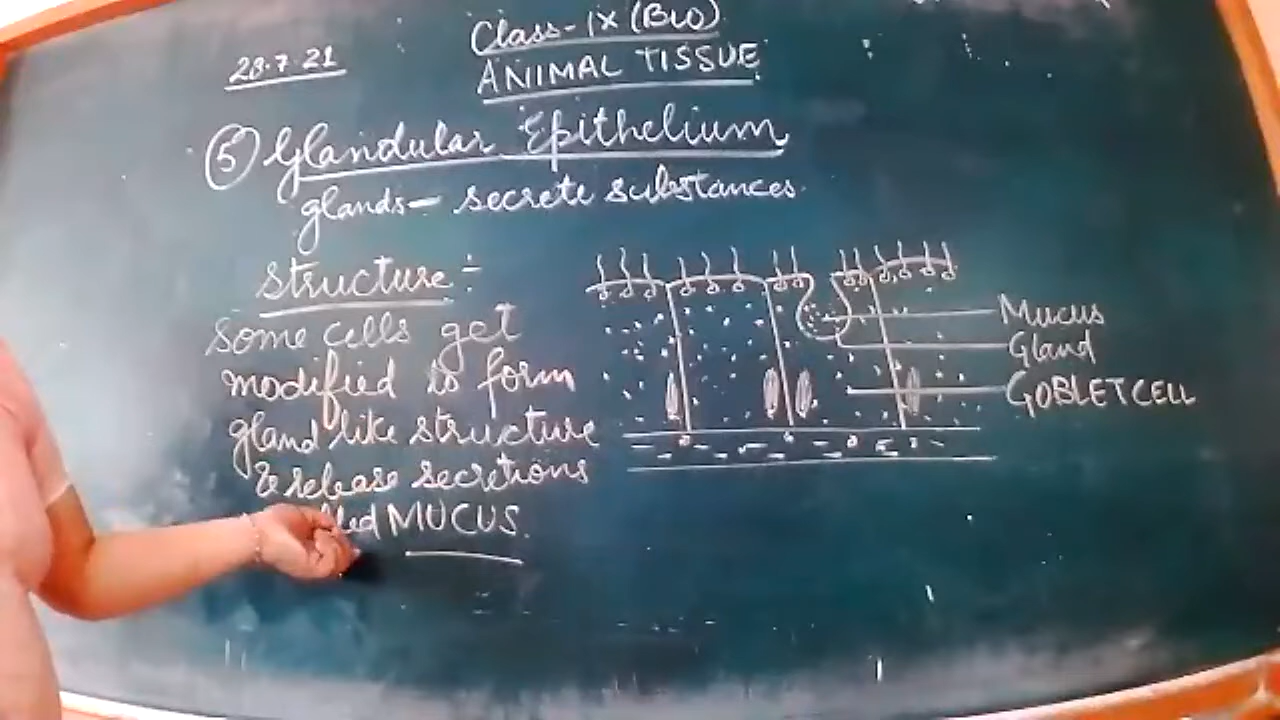 Class-IX (BIO)
28.7.21
ANIMAL TISSUE
5 Glandular Epithelium
glands- secrete substances
Structure:-
Some cells get
modified to form
gland like structure
& release secretions
MUCUS.
Mucus
Gland
GOBLET CELL